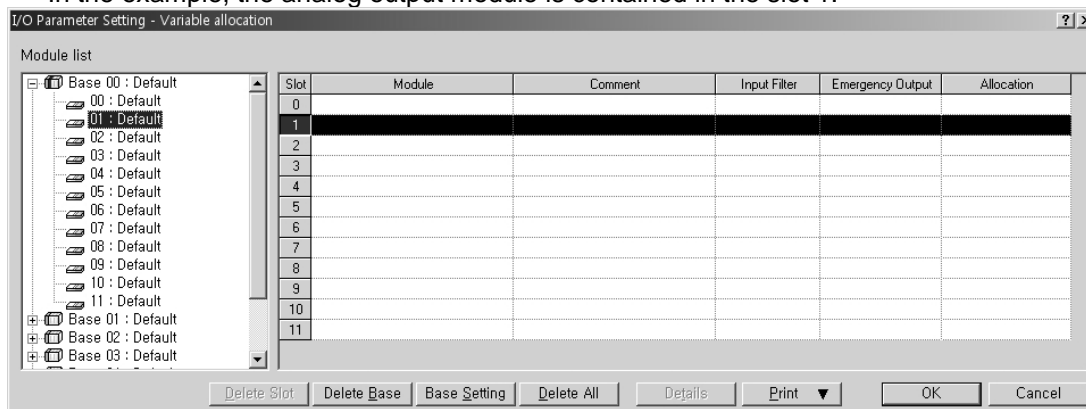 In the example, the analog output module is contained in the slot 1.
I/O Parameter Setting - Variable allocation
Module list
Base 00 : Default
00 : Default
01 : Default
02 : Default
03 : Default
04 : Default
05 : Default
06 : Default
07 : Default
08 : Default
09 : Default
10 : Default
11 : Default
Base 01 : Default
Base 02 : Default
Base 03 : Default
Slot Module Comment Input Filter Emergency Output Allocation
0
1
2
3
4
5
6
7
8
9
10
11
Delete Slot Delete Base Base Setting Delete All Details Print ▼ OK Cancel